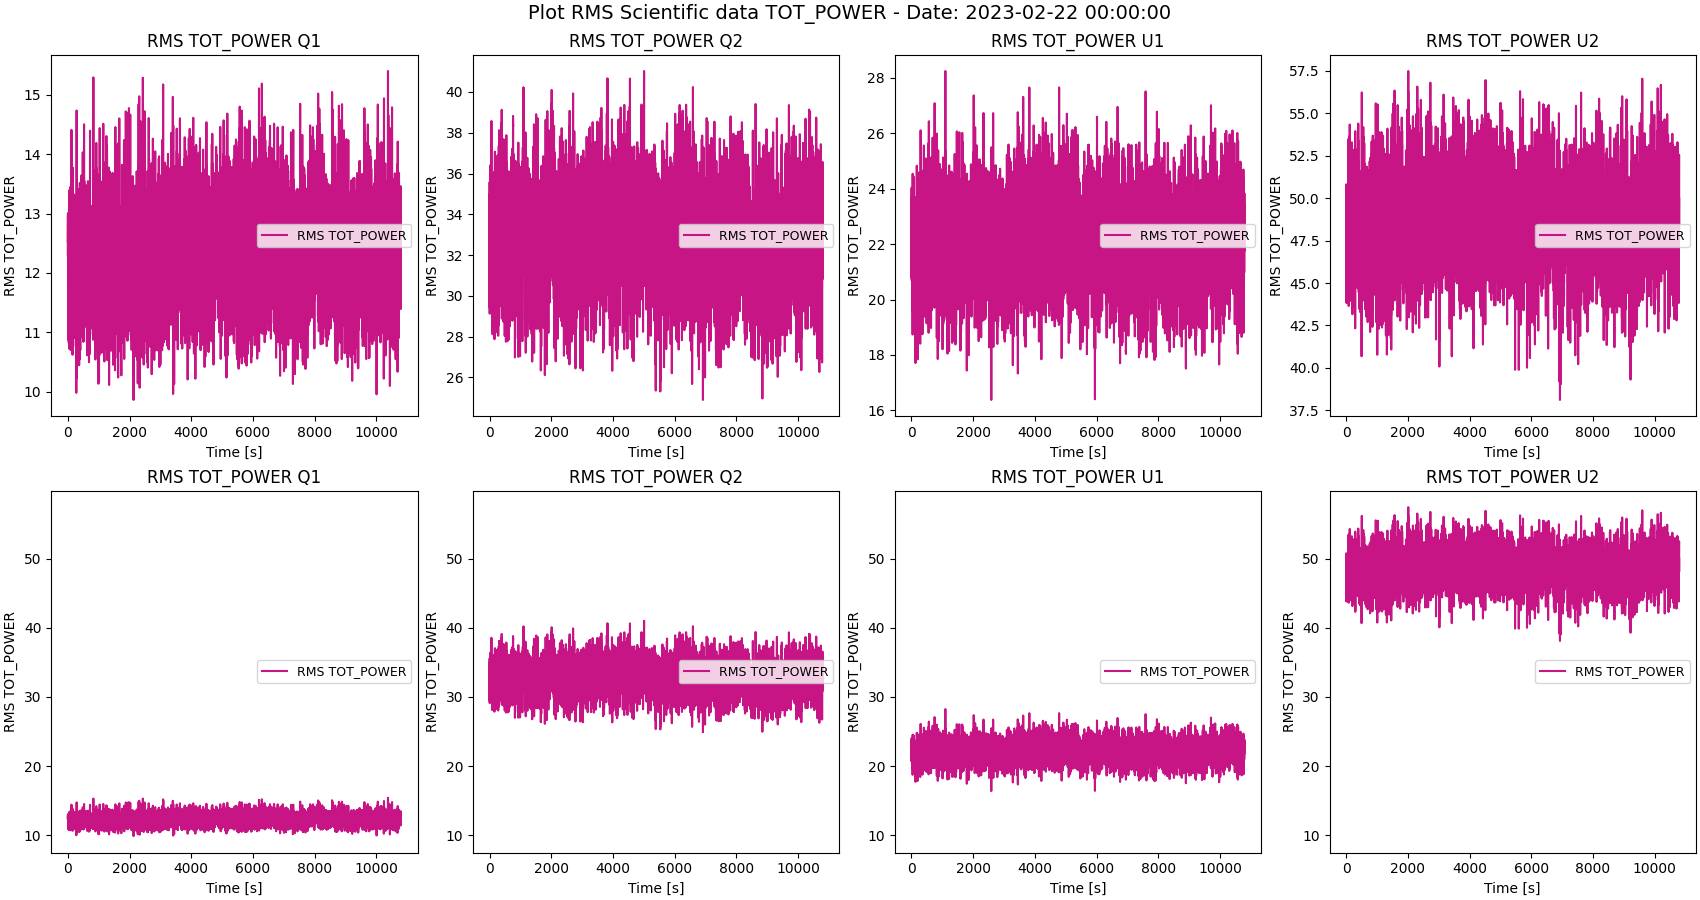 Plot RMS Scientific data TOT_POWER - Date: 2023-02-22 00:00:00
RMS TOT_POWER Q1
RMS TOT_POWER
15
14
13
12
11
10
RMS TOT_POWER
0 2000 4000 6000 8000 10000
Time [s]
RMS TOT_POWER Q2
RMS TOT_POWER
40
38
36
34
32
30
28
26
RMS TOT_POWER
0 2000 4000 6000 8000 10000
Time [s]
RMS TOT_POWER U1
RMS TOT_POWER
28
26
24
22
20
18
16
RMS TOT_POWER
0 2000 4000 6000 8000 10000
Time [s]
RMS TOT_POWER U2
RMS TOT_POWER
57.5
55.0
52.5
50.0
47.5
45.0
42.5
40.0
37.5
RMS TOT_POWER
0 2000 4000 6000 8000 10000
Time [s]
RMS TOT_POWER Q1
RMS TOT_POWER
50
40
30
20
10
RMS TOT_POWER
0 2000 4000 6000 8000 10000
Time [s]
RMS TOT_POWER Q2
RMS TOT_POWER
50
40
30
20
10
RMS TOT_POWER
0 2000 4000 6000 8000 10000
Time [s]
RMS TOT_POWER U1
RMS TOT_POWER
50
40
30
20
10
RMS TOT_POWER
0 2000 4000 6000 8000 10000
Time [s]
RMS TOT_POWER U2
RMS TOT_POWER
50
40
30
20
10
RMS TOT_POWER
0 2000 4000 6000 8000 10000
Time [s]